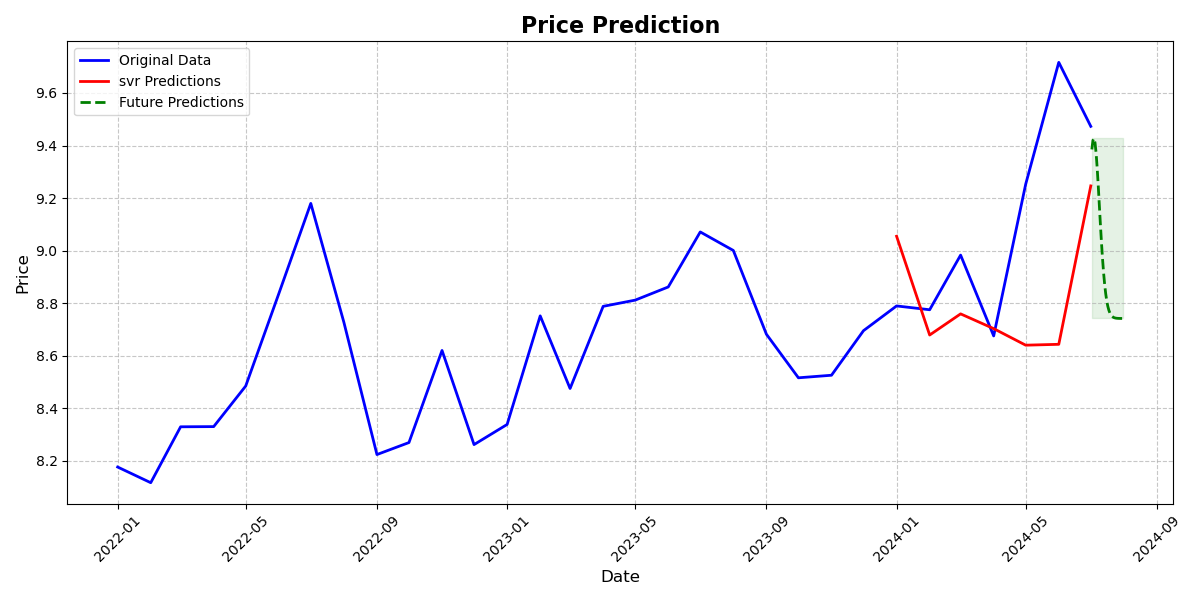 Price Prediction
Original Data
svr Predictions
Future Predictions
Price
9.6
9.4
9.2
9.0
8.8
8.6
8.4
8.2
2022-01
2022-05
2022-09
2023-01
2023-05
2023-09
2024-01
2024-05
2024-09
Date